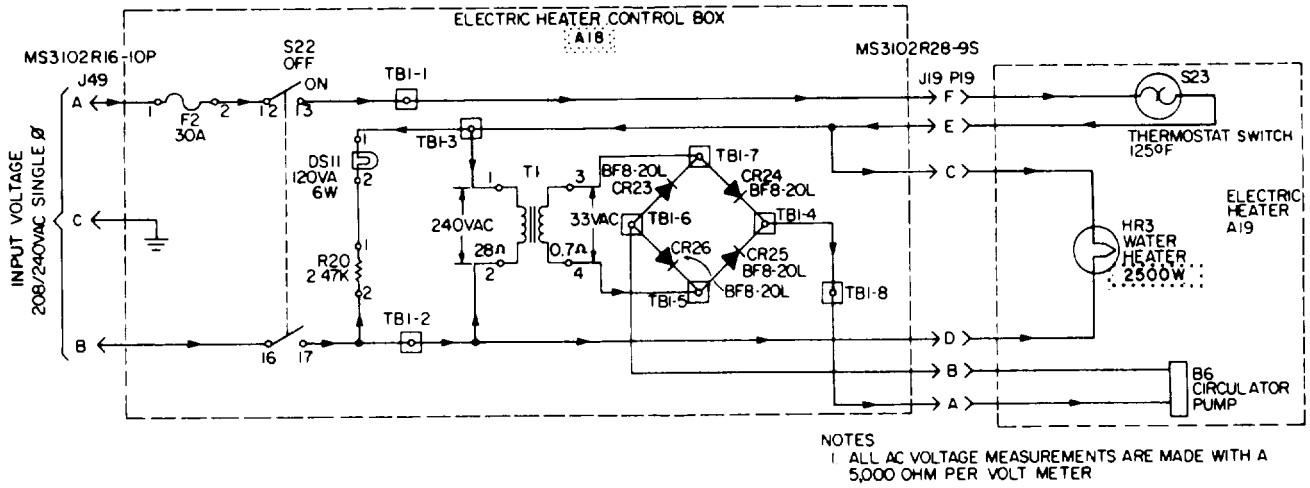 ELECTRIC HEATER CONTROL BOX
A18
MS3102R16-10P
J49
S22
OFF
ON
TB1-1
MS3102R28-9S
J19 P19
S23
A
1
F2
30A
2
12
13
F
E
THERMOSTAT SWITCH
125°F
INPUT VOLTAGE
208/240VAC SINGLE Ø
1
DS11
120VA
6W
2
TB1-3
1
T1
3
240VAC
33VAC
28Ω
2
0.7Ω
4
BF8-20L
CR23
TB1-7
CR24
BF8-20L
TB1-6
TB1-4
CR26
CR25
BF8-20L
BF8-20L
TB1-5
TB1-8
C
C
ELECTRIC
HEATER
A19
HR3
WATER
HEATER
2500W
1
R20
2.47K
2
TB1-2
B
16
17
D
B
A
B6
CIRCULATOR
PUMP
NOTES
1 ALL AC VOLTAGE MEASUREMENTS ARE MADE WITH A
5,000 OHM PER VOLT METER